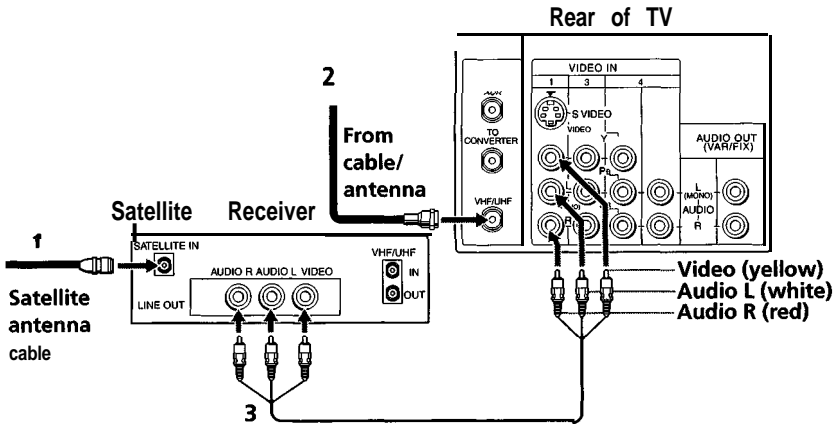 Rear of TV
VIDEO IN
1 3 4
2
S VIDEO
VIDEO
TO
CONVERTER
Y
AUDIO OUT
(VAR/FIX)
From
cable/
antenna
PB
VHF/UHF
L
(MONO)
AUDIO
R
R
Satellite Receiver
f
SATELLITE IN
VHF/UHF
IN
OUT
AUDIO R AUDIO L VIDEO
LINE OUT
Satellite
antenna
cable
Video (yellow)
Audio L (white)
Audio R (red)
3